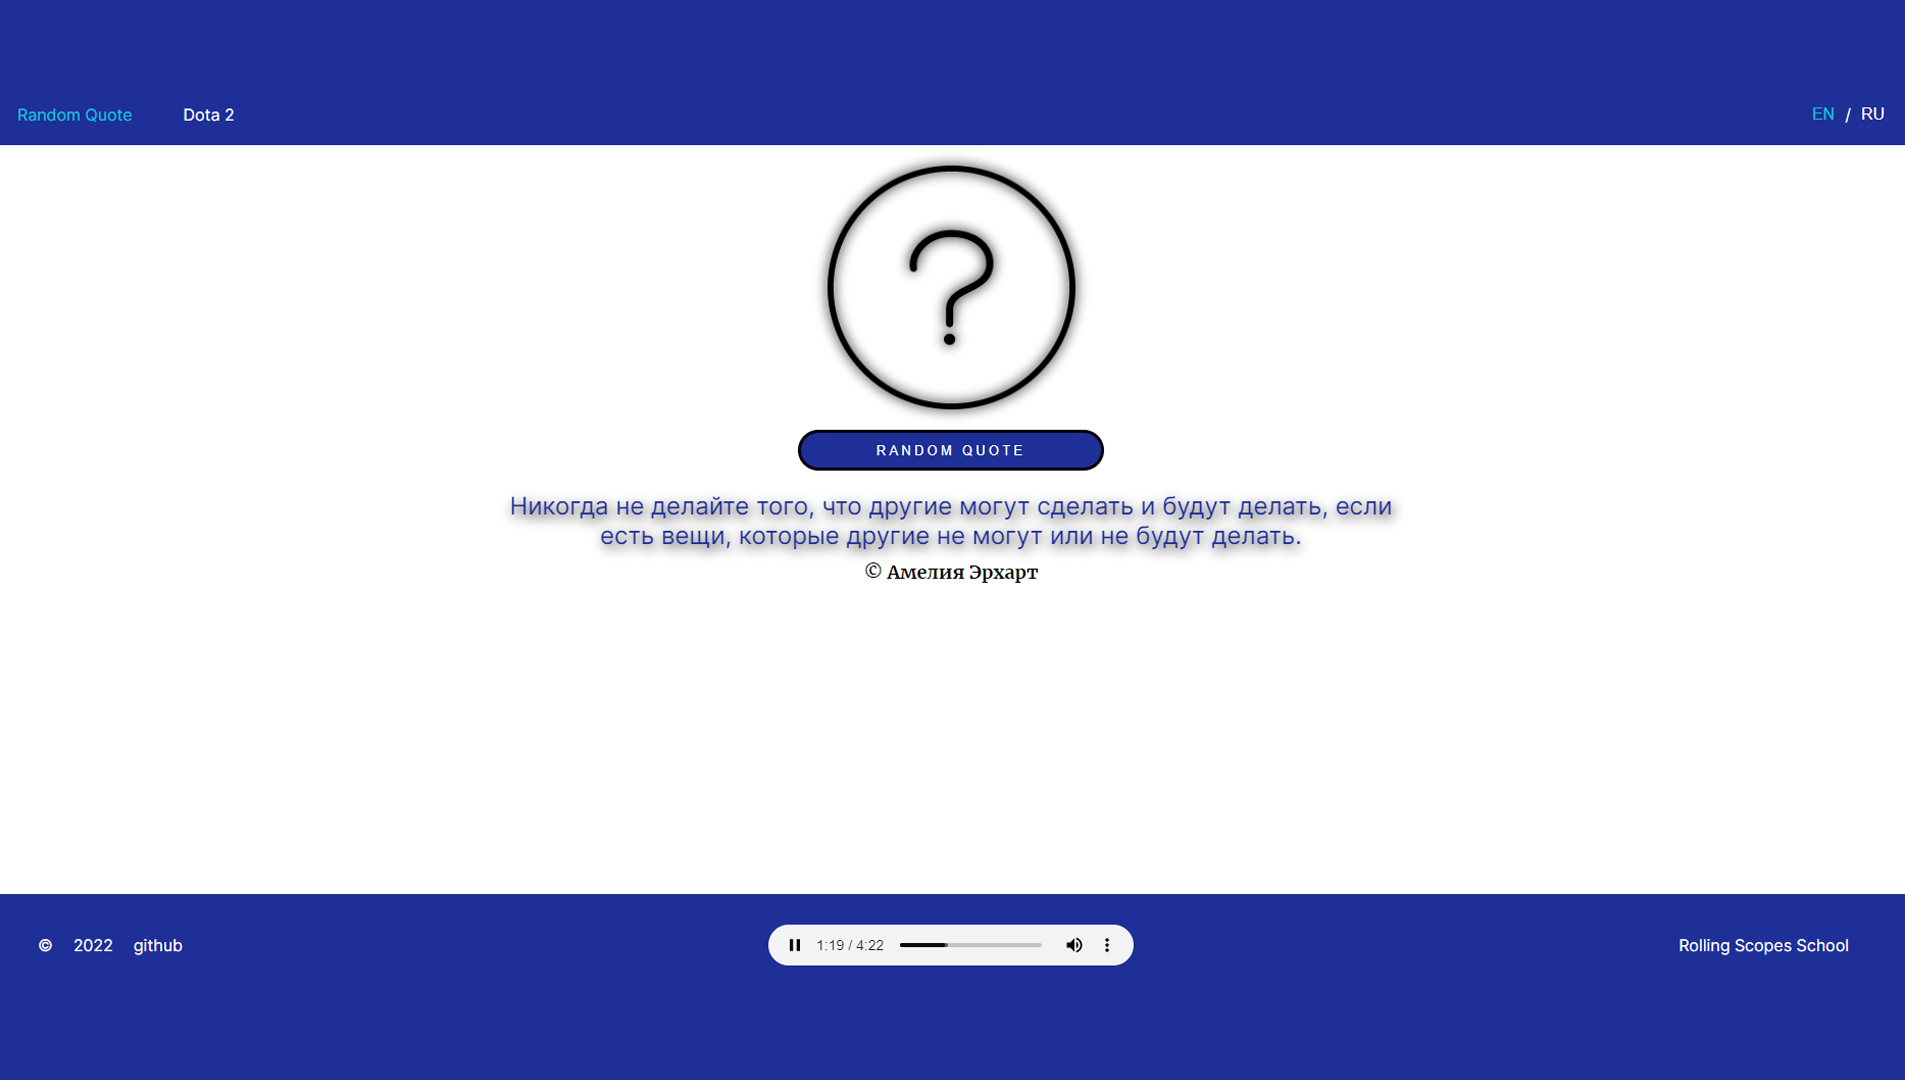 Random Quote Dota 2 EN / RU
?
RANDOM QUOTE
Никогда не делайте того, что другие могут сделать и будут делать, если
есть вещи, которые другие не могут или не будут делать.
© Амелия Эрхарт
© 2022 github 1:19 / 4:22 Rolling Scopes School